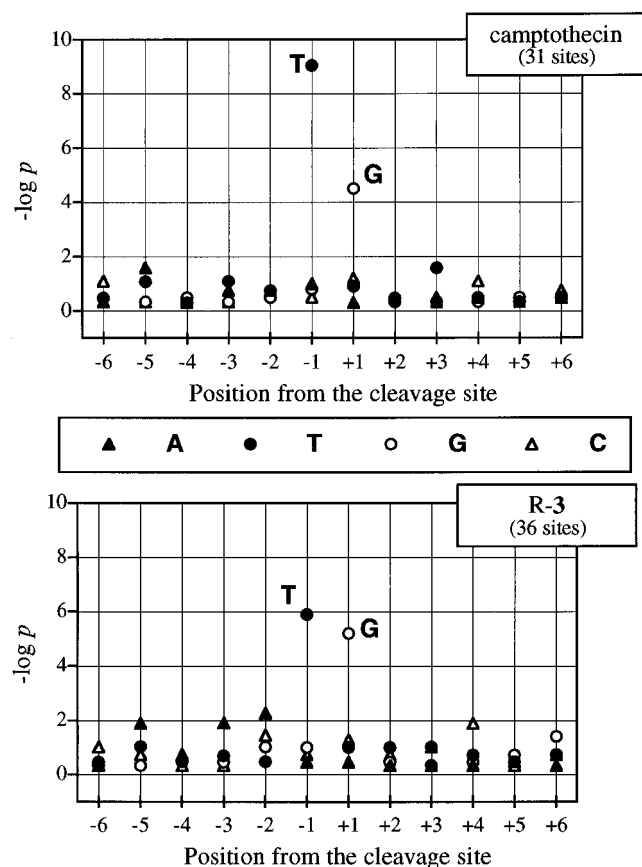 camptothecin
(31 sites)
10
8
6
4
2
0
-log p
T
G
-6 -5 -4 -3 -2 -1 +1 +2 +3 +4 +5 +6
Position from the cleavage site
A T G C
R-3
(36 sites)
10
8
6
4
2
0
-log p
T
G
-6 -5 -4 -3 -2 -1 +1 +2 +3 +4 +5 +6
Position from the cleavage site